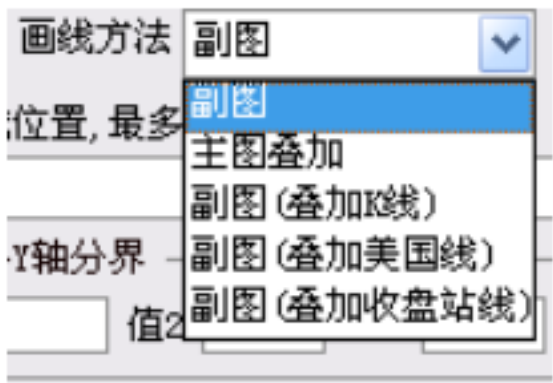 画线方法 副图
副图
位置,最多
主图叠加
副图(叠加K线)
Y轴分界
副图(叠加美国线)
值2
副图(叠加收盘站线)